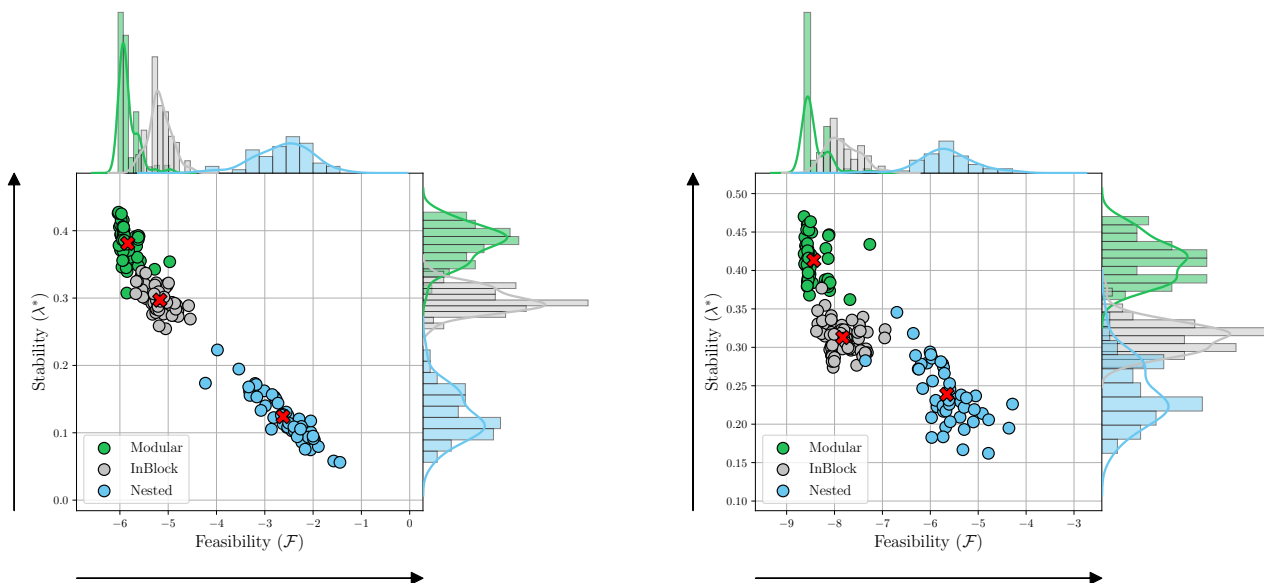 0.4
0.3
0.2
0.1
0.0
Stability (λ*)
Modular
InBlock
Nested
−6 −5 −4 −3 −2 −1 0
Feasibility (ℱ)
0.50
0.45
0.40
0.35
0.30
0.25
0.20
0.15
0.10
Stability (λ*)
Modular
InBlock
Nested
−9 −8 −7 −6 −5 −4 −3
Feasibility (ℱ)